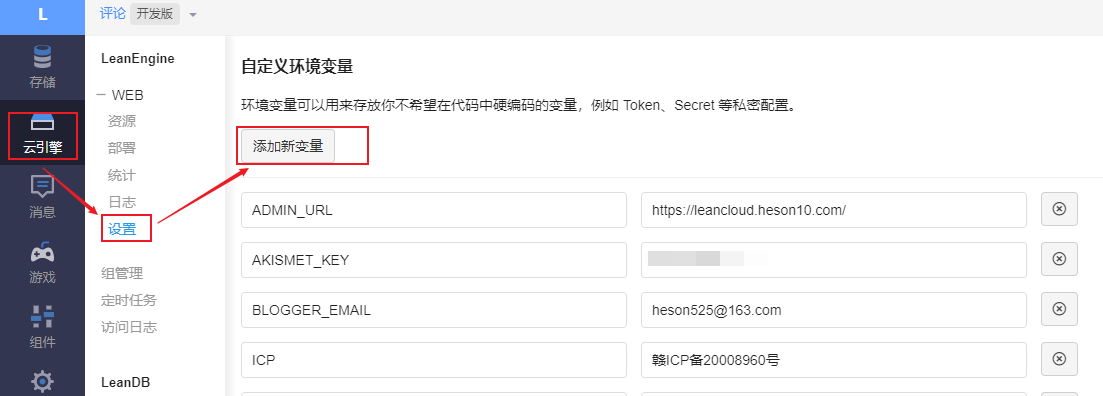 L
评论 开发版
存储
云引擎
消息
游戏
组件
LeanEngine
WEB
资源
部署
统计
日志
设置
组管理
定时任务
访问日志
LeanDB
自定义环境变量
环境变量可以用来存放你不希望在代码中硬编码的变量，例如 Token、Secret 等私密配置。
添加新变量
ADMIN_URL https://leancloud.heson10.com/
AKISMET_KEY
BLOGGER_EMAIL heson525@163.com
ICP 赣ICP备20008960号